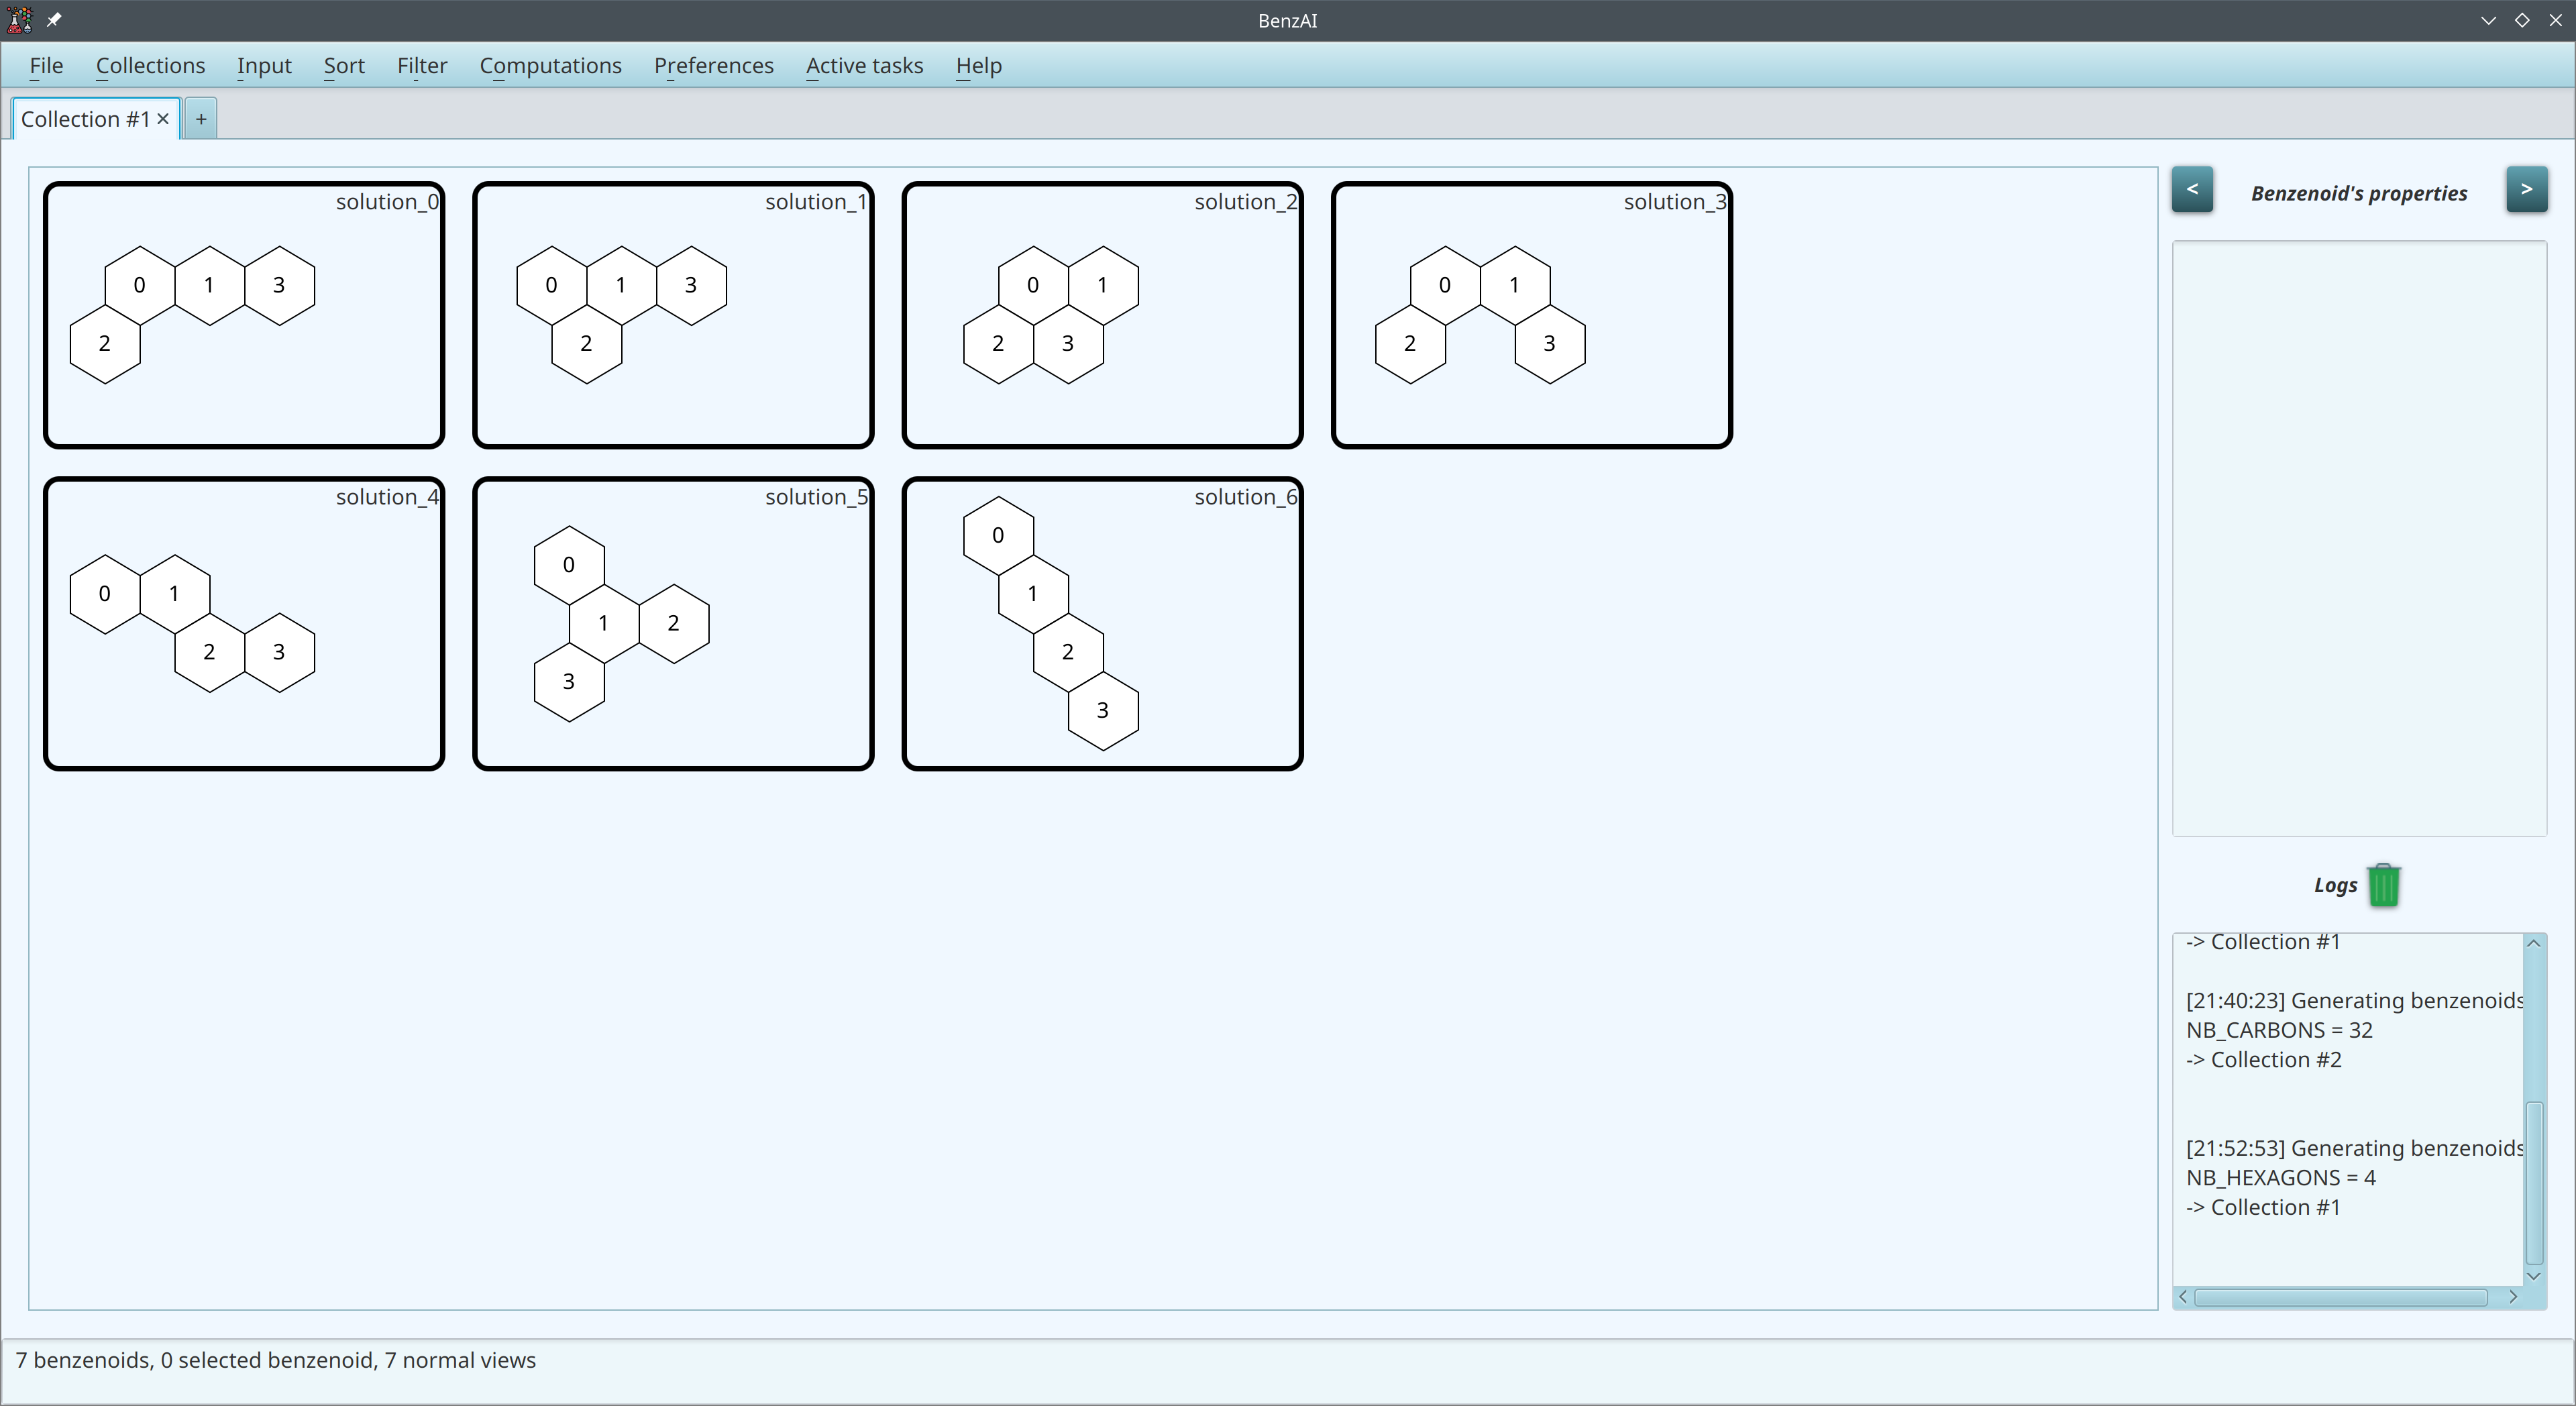 BenzAI
File Collections Input Sort Filter Computations Preferences Active tasks Help
Collection #1 × +
solution_0
0 1 3
2
solution_1
0 1 3
2
solution_2
0 1
2 3
solution_3
0 1
2 3
solution_4
0 1
2 3
solution_5
0
1 2
3
solution_6
0
1
2
3
< Benzenoid's properties >
Logs
-> Collection #1
[21:40:23] Generating benzenoids
NB_CARBONS = 32
-> Collection #2
[21:52:53] Generating benzenoids
NB_HEXAGONS = 4
-> Collection #1
7 benzenoids, 0 selected benzenoid, 7 normal views